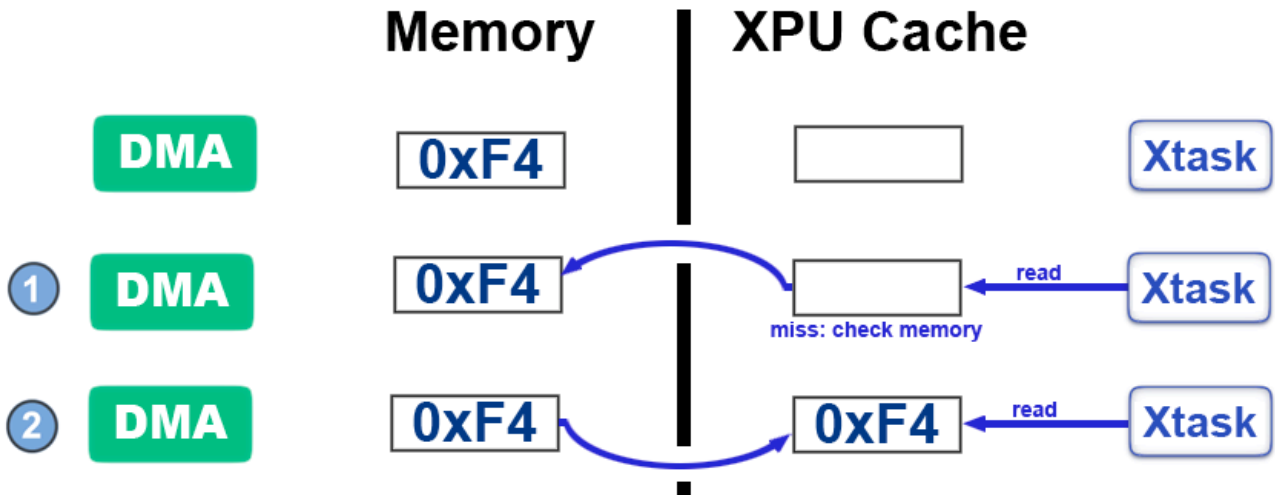 Memory
XPU Cache
DMA
0xF4
Xtask
1
DMA
0xF4
read
Xtask
miss: check memory
2
DMA
0xF4
0xF4
read
Xtask